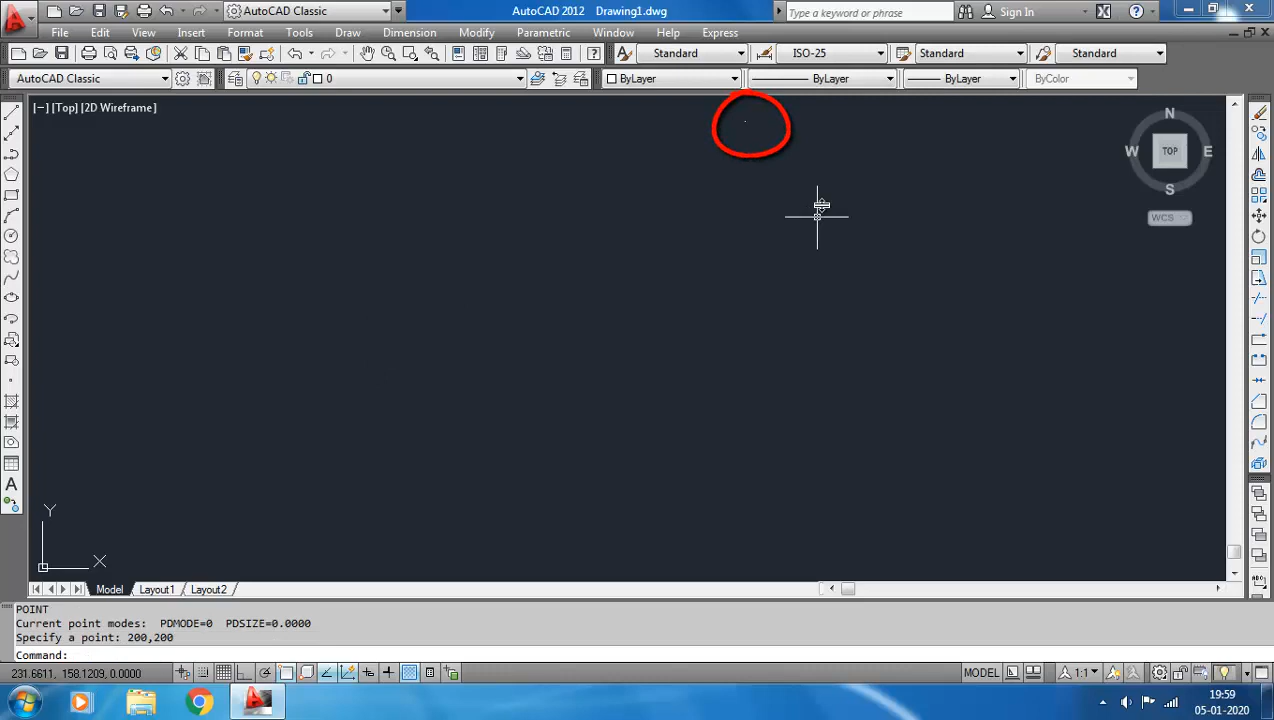 AutoCAD Classic
AutoCAD 2012 Drawing1.dwg
Type a keyword or phrase
Sign In
File Edit View Insert Format Tools Draw Dimension Modify Parametric Window Help Express
Standard ISO-25 Standard Standard
AutoCAD Classic 0 ByLayer ByLayer ByLayer ByColor
[−] [Top] [2D Wireframe]
N
W TOP E
S
WCS
A
Y
X
Model Layout1 Layout2
POINT
Current point modes: PDMODE=0 PDSIZE=0.0000
Specify a point: 200,200
Command:
231.6611, 158.1209, 0.0000 MODEL 1:1
19:59
05-01-2020